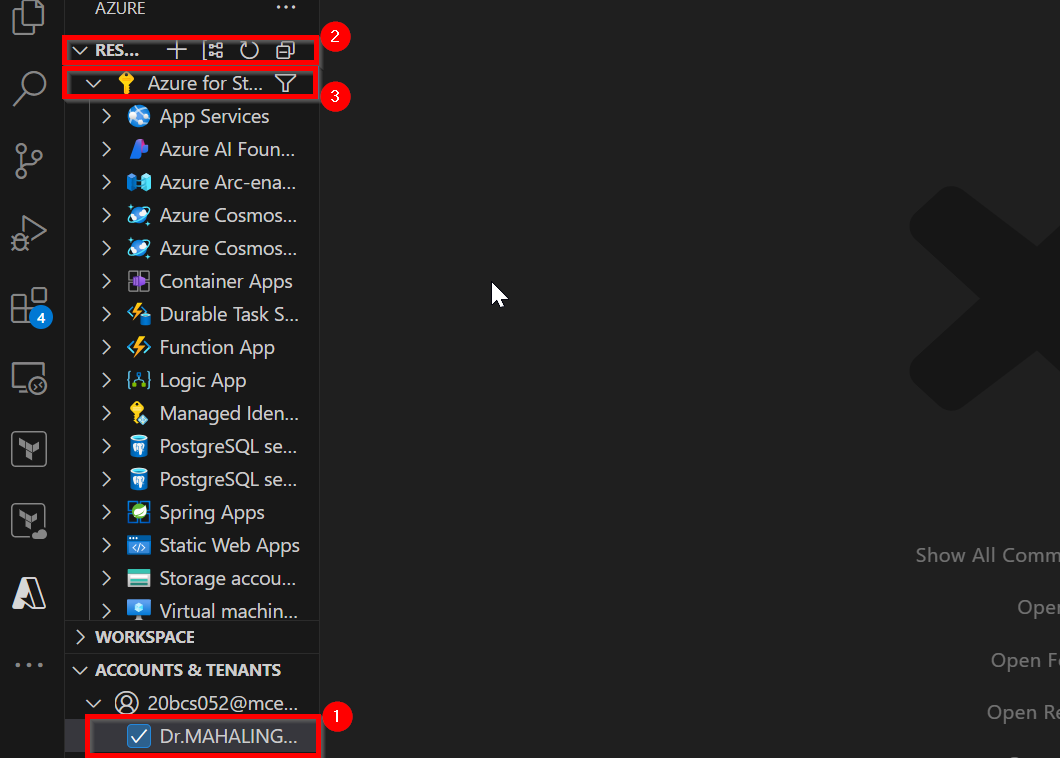 AZURE
RES...
2
Azure for St...
3
App Services
Azure AI Foun...
Azure Arc-ena...
Azure Cosmos...
Azure Cosmos...
Container Apps
4
Durable Task S...
Function App
Logic App
Managed Iden...
PostgreSQL se...
PostgreSQL se...
Spring Apps
Static Web Apps
Storage accou...
Virtual machin...
WORKSPACE
ACCOUNTS & TENANTS
20bcs052@mce...
1
Dr.MAHALING...
Show All Comm
Open
Open Fo
Open Re